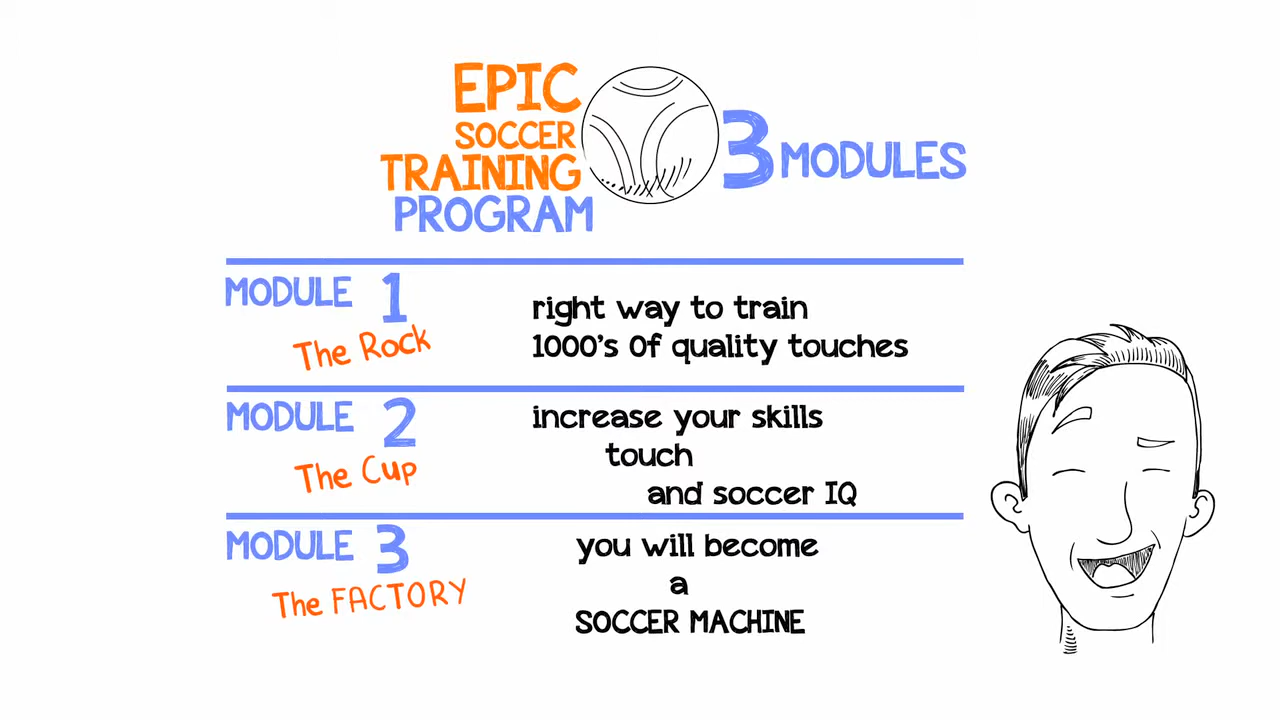 EPIC
SOCCER
TRAINING
PROGRAM
3 MODULES
MODULE 1
The Rock
right way to train
1000's Of quality touches
MODULE 2
The Cup
increase your skills
touch
and soccer IQ
MODULE 3
The FACTORY
you will become
a
SOCCER MACHINE